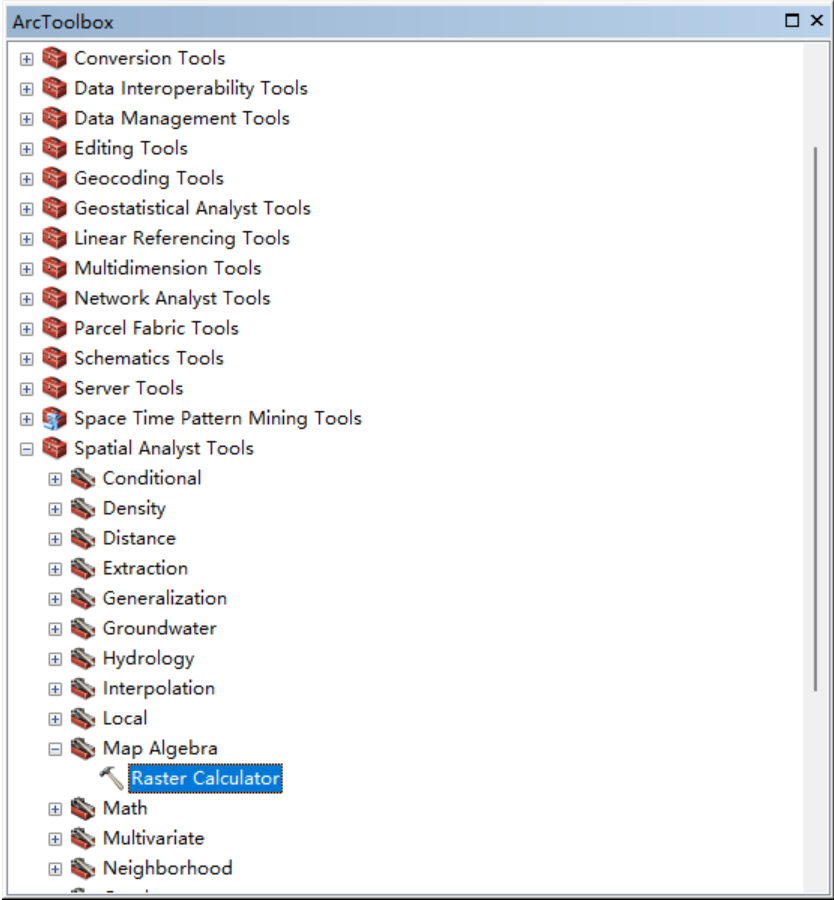 ArcToolbox
Conversion Tools
Data Interoperability Tools
Data Management Tools
Editing Tools
Geocoding Tools
Geostatistical Analyst Tools
Linear Referencing Tools
Multidimension Tools
Network Analyst Tools
Parcel Fabric Tools
Schematics Tools
Server Tools
Space Time Pattern Mining Tools
Spatial Analyst Tools
Conditional
Density
Distance
Extraction
Generalization
Groundwater
Hydrology
Interpolation
Local
Map Algebra
Raster Calculator
Math
Multivariate
Neighborhood